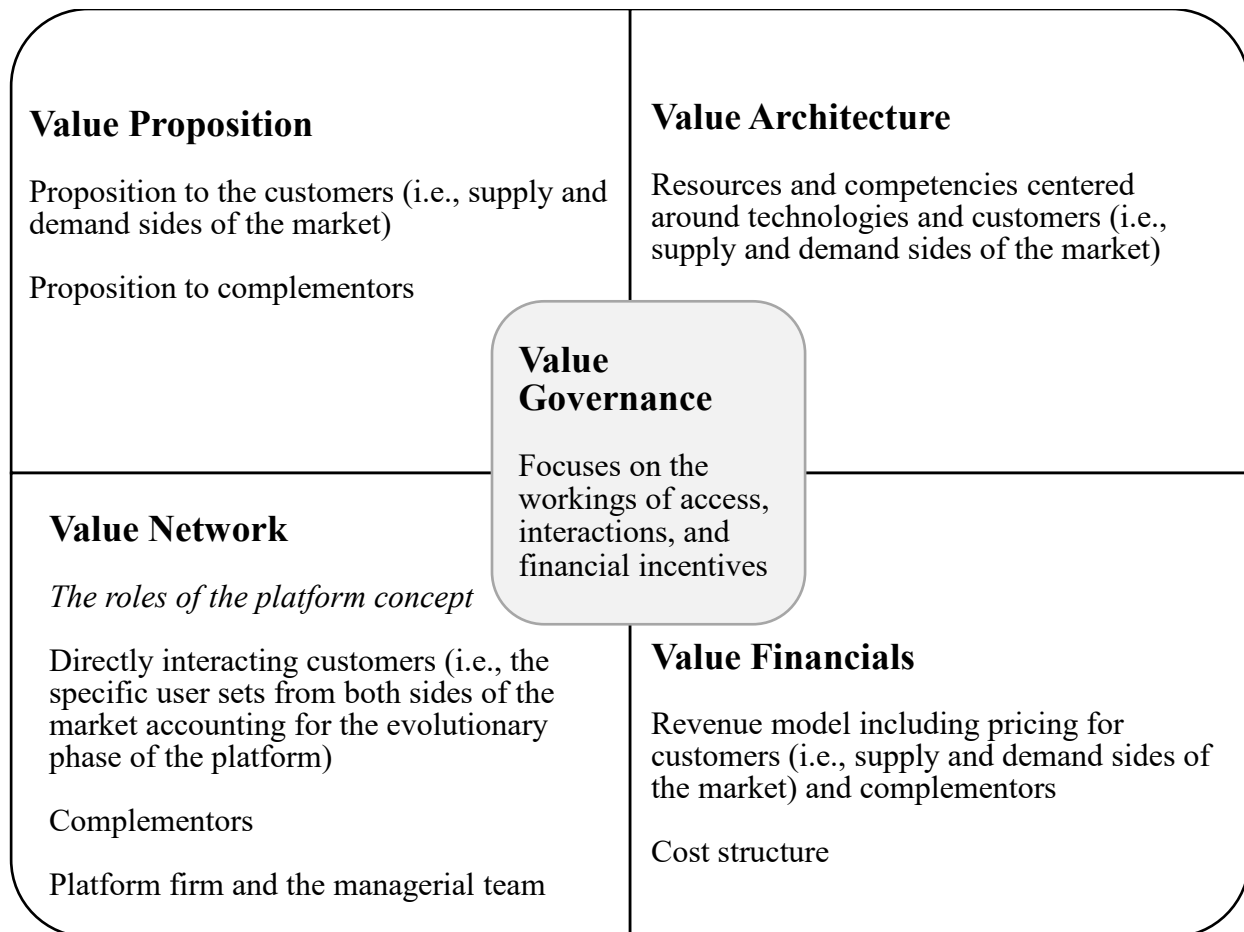 Value Proposition
Proposition to the customers (i.e., supply and
demand sides of the market)
Proposition to complementors
Value Architecture
Resources and competencies centered
around technologies and customers (i.e.,
supply and demand sides of the market)
Value
Governance
Focuses on the
workings of access,
interactions, and
financial incentives
Value Network
The roles of the platform concept
Directly interacting customers (i.e., the
specific user sets from both sides of the
market accounting for the evolutionary
phase of the platform)
Complementors
Platform firm and the managerial team
Value Financials
Revenue model including pricing for
customers (i.e., supply and demand sides of
the market) and complementors
Cost structure